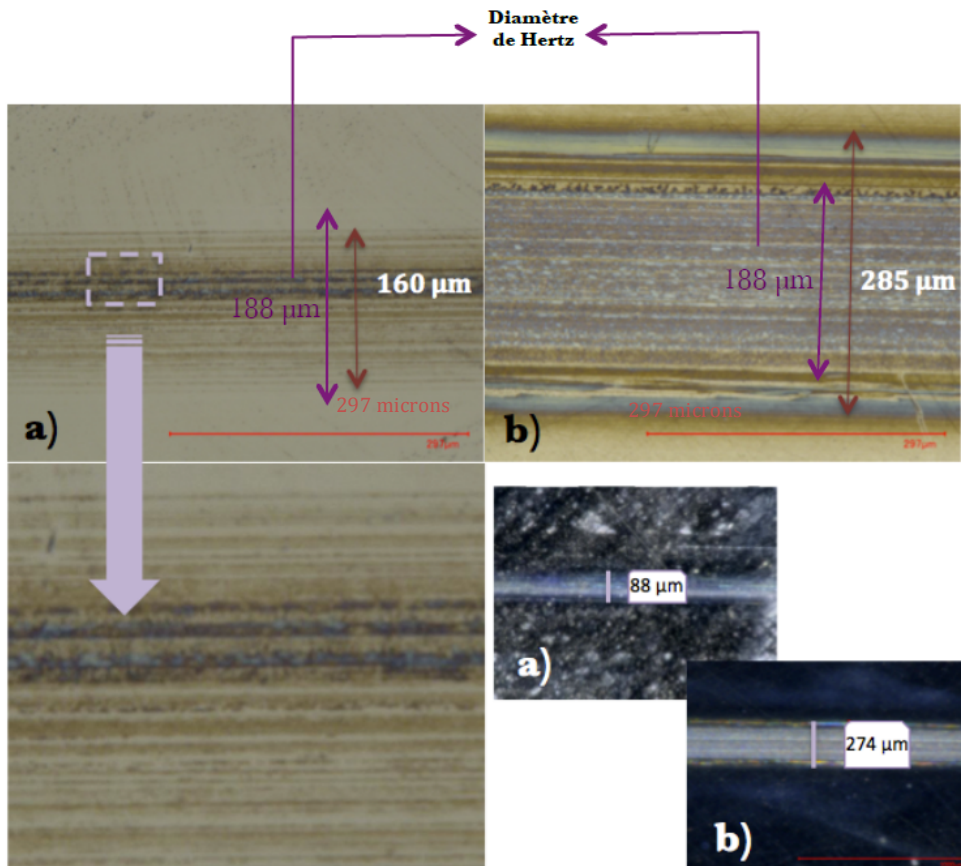 Diamètre
de Hertz
188 µm
160 µm
297 microns
a)
297µm
188 µm
285 µm
297 microns
b)
297µm
88 µm
a)
274 µm
b)